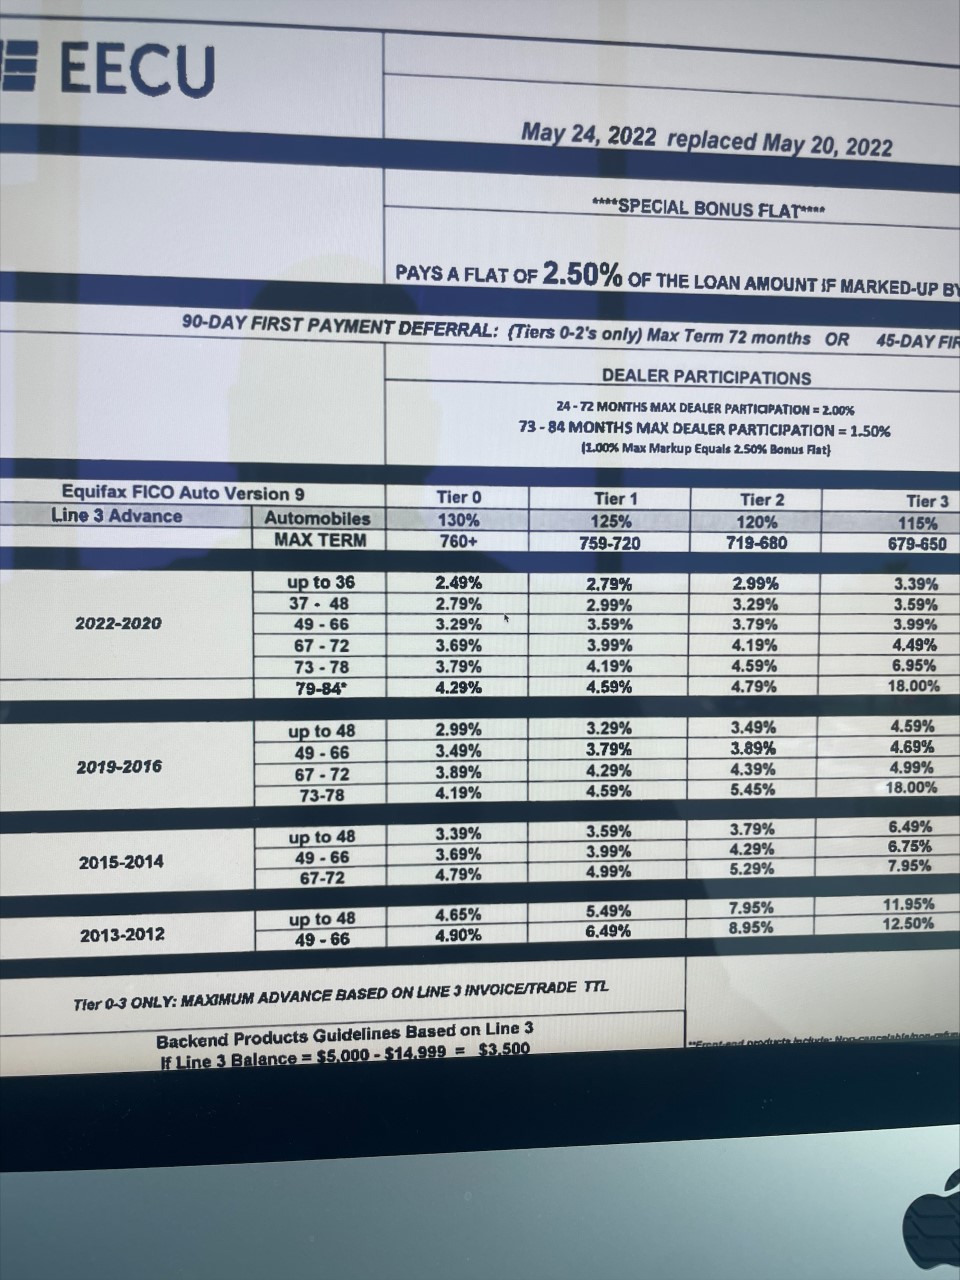 EECU
May 24, 2022 replaced May 20, 2022
****SPECIAL BONUS FLAT****
PAYS A FLAT OF 2.50% OF THE LOAN AMOUNT IF MARKED-UP BY
90-DAY FIRST PAYMENT DEFERRAL: (Tiers 0-2's only) Max Term 72 months OR 45-DAY FIR
DEALER PARTICIPATIONS
24 - 72 MONTHS MAX DEALER PARTICIPATION = 2.00%
73 - 84 MONTHS MAX DEALER PARTICIPATION = 1.50%
(1.00% Max Markup Equals 2.50% Bonus Flat)
Equifax FICO Auto Version 9 Tier 0 Tier 1 Tier 2 Tier 3
Line 3 Advance Automobiles 130% 125% 120% 115%
MAX TERM 760+ 759-720 719-680 679-650
up to 36 2.49% 2.79% 2.99% 3.39%
37 - 48 2.79% 2.99% 3.29% 3.59%
2022-2020 49 - 66 3.29% 3.59% 3.79% 3.99%
67 - 72 3.69% 3.99% 4.19% 4.49%
73 - 78 3.79% 4.19% 4.59% 6.95%
79-84* 4.29% 4.59% 4.79% 18.00%
up to 48 2.99% 3.29% 3.49% 4.59%
49 - 66 3.49% 3.79% 3.89% 4.69%
2019-2016 67 - 72 3.89% 4.29% 4.39% 4.99%
73-78 4.19% 4.59% 5.45% 18.00%
up to 48 3.39% 3.59% 3.79% 6.49%
2015-2014 49 - 66 3.69% 3.99% 4.29% 6.75%
67-72 4.79% 4.99% 5.29% 7.95%
up to 48 4.65% 5.49% 7.95% 11.95%
2013-2012 49 - 66 4.90% 6.49% 8.95% 12.50%
Tier 0-3 ONLY: MAXIMUM ADVANCE BASED ON LINE 3 INVOICE/TRADE TTL
Backend Products Guidelines Based on Line 3
If Line 3 Balance = $5,000 - $14,999 = $3,500
**Front-end products include: